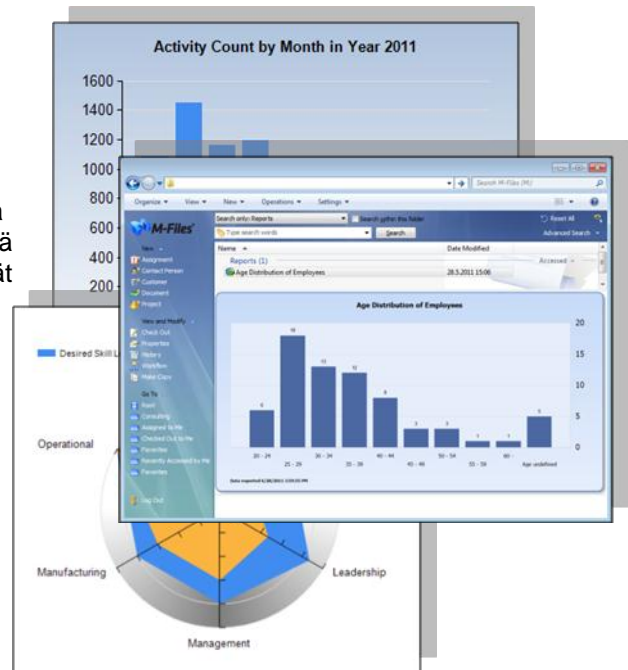 Activity Count by Month in Year 2011
1600
1400
1200
1000
800
600
400
200
ä
ät
Search M-Files (M:)
Organize View New Operations Settings
M-Files
Search only: Reports Search within this folder Reset All
Type search words Search Advanced Search
New
Assignment
Contact Person
Customer
Document
Project
View and Modify
Check Out
Properties
History
Workflow
Make Copy
Go To
Root
Consulting
Assigned to Me
Checked Out to Me
Favorites
Recently Accessed by Me
Favorites
Log Out
Name Date Modified
Reports (1) Accessed
Age Distribution of Employees 28.5.2011 15:06
Age Distribution of Employees
20
15
10
5
0
6 18 13 12 8 3 3 1 1 5
20 - 24 25 - 29 30 - 34 35 - 39 40 - 44 45 - 49 50 - 54 55 - 59 60 - Age undefined
Desired Skill L
Operational
Manufacturing
Leadership
Management